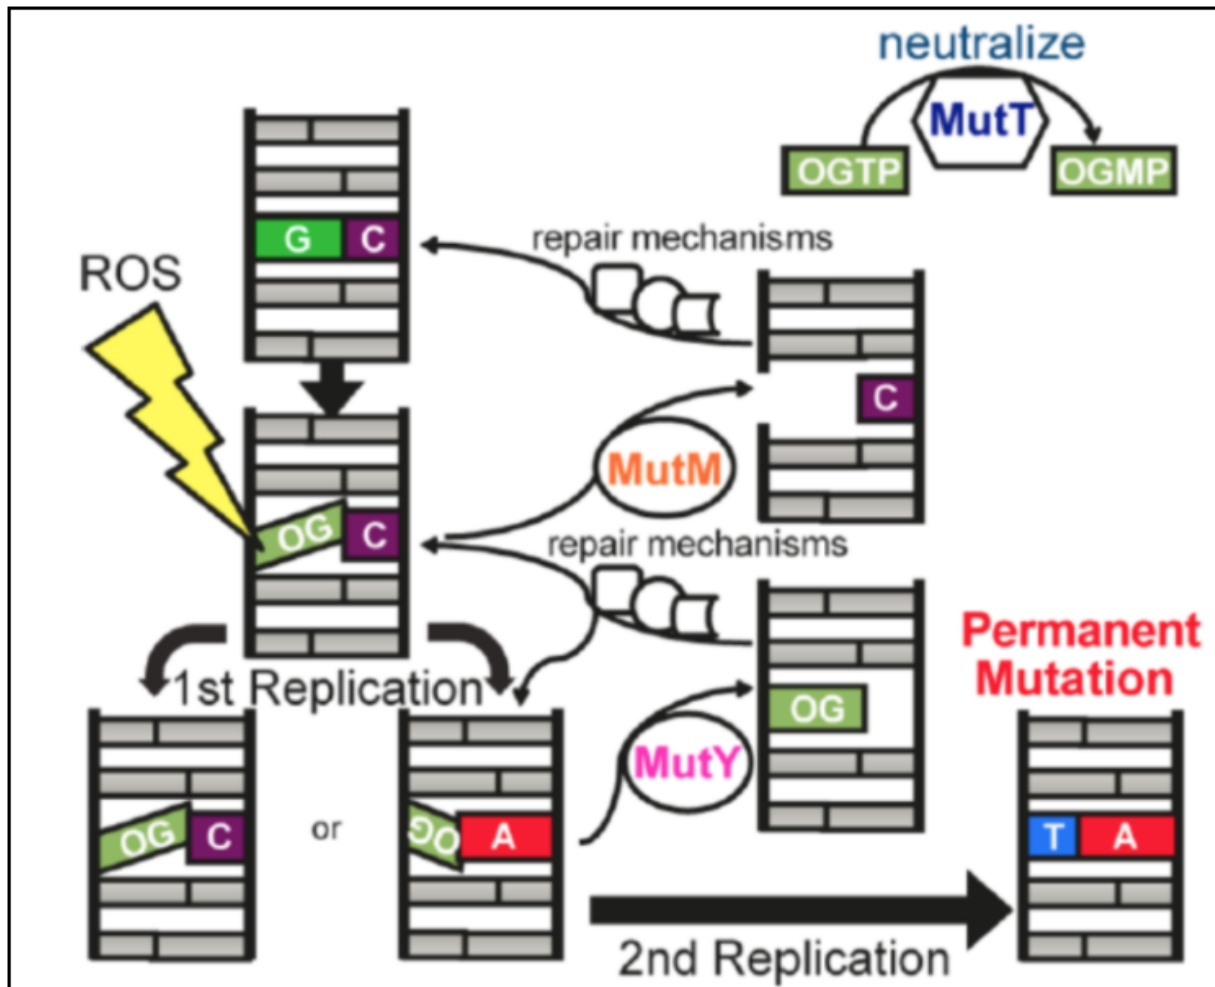 neutralize
MutT
OGTP
OGMP
repair mechanisms
G C
ROS
C
MutM
OG C
repair mechanisms
Permanent
Mutation
1st Replication
OG
MutY
OG C
or
OG A
T A
2nd Replication